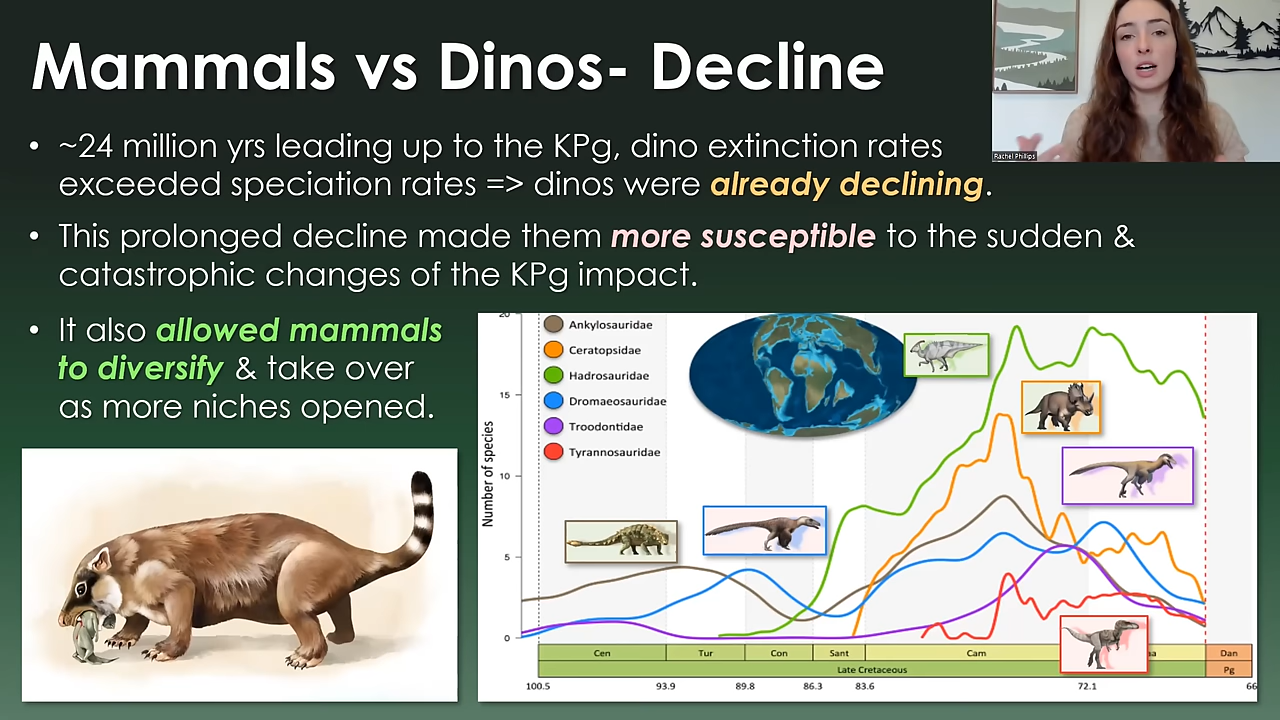 Mammals vs Dinos- Decline
Rachel Phillips
• ~24 million yrs leading up to the KPg, dino extinction rates
exceeded speciation rates => dinos were already declining.
• This prolonged decline made them more susceptible to the sudden &
catastrophic changes of the KPg impact.
• It also allowed mammals
to diversify & take over
as more niches opened.
20
15
10
5
0
Number of species
Ankylosauridae
Ceratopsidae
Hadrosauridae
Dromaeosauridae
Troodontidae
Tyrannosauridae
Cen Tur Con Sant Cam Dan
Late Cretaceous Pg
100.5 93.9 89.8 86.3 83.6 72.1 66